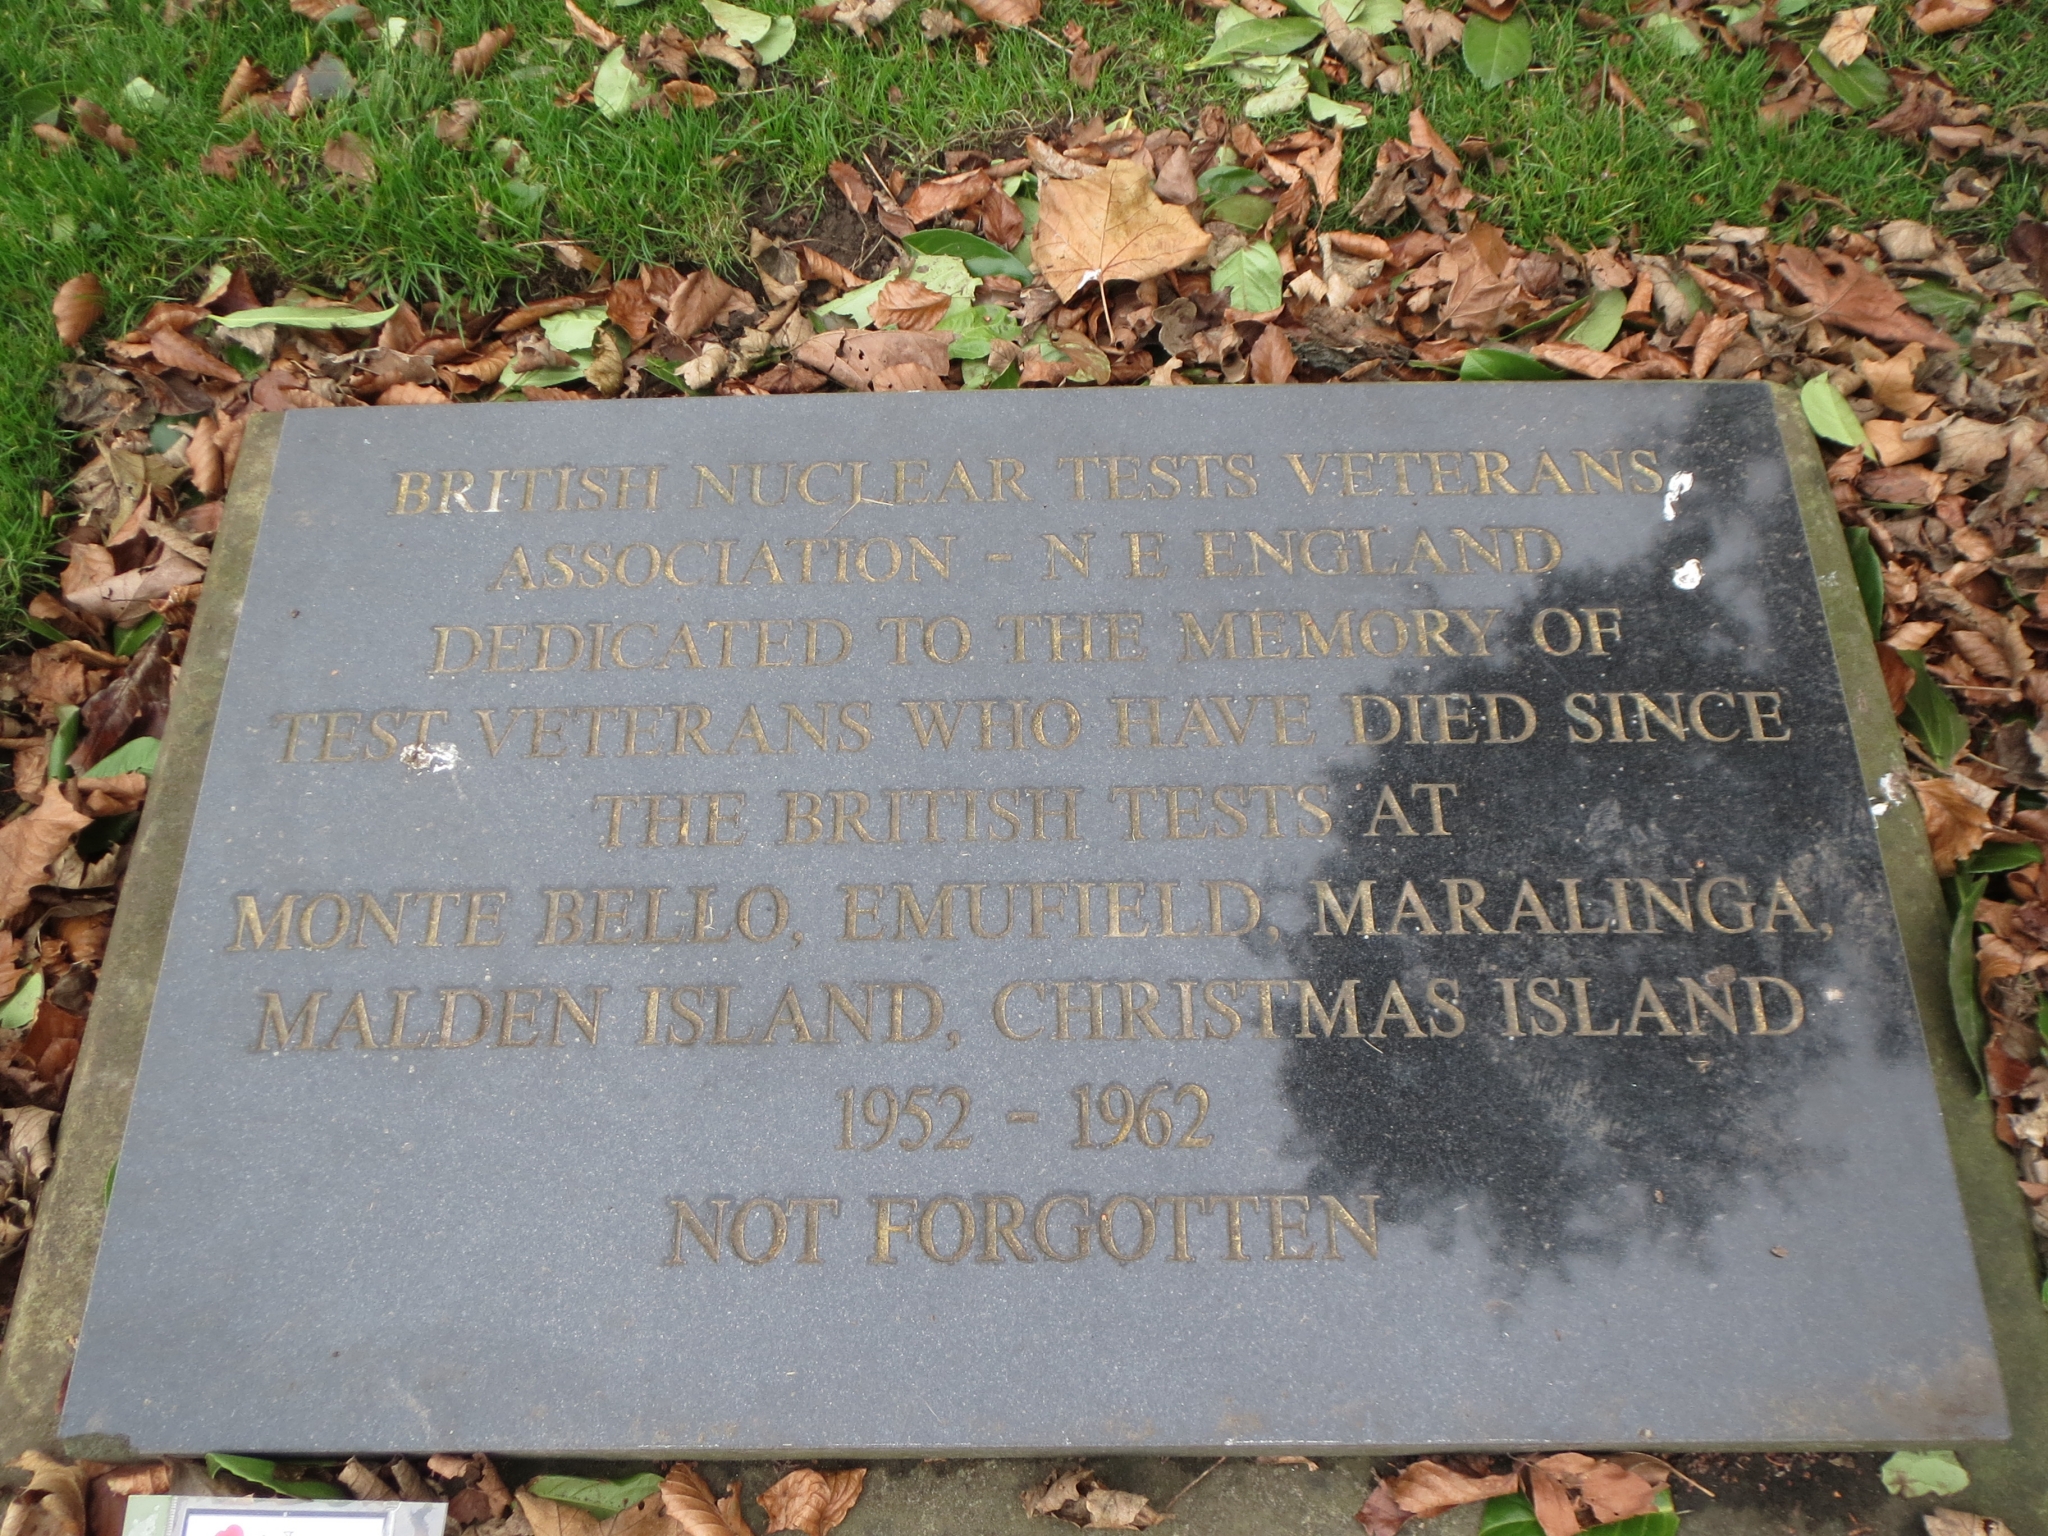 BRITISH NUCLEAR TESTS VETERANS
ASSOCIATION - N E ENGLAND
DEDICATED TO THE MEMORY OF
TEST VETERANS WHO HAVE DIED SINCE
THE BRITISH TESTS AT
MONTE BELLO, EMUFIELD, MARALINGA,
MALDEN ISLAND, CHRISTMAS ISLAND
1952 - 1962
NOT FORGOTTEN